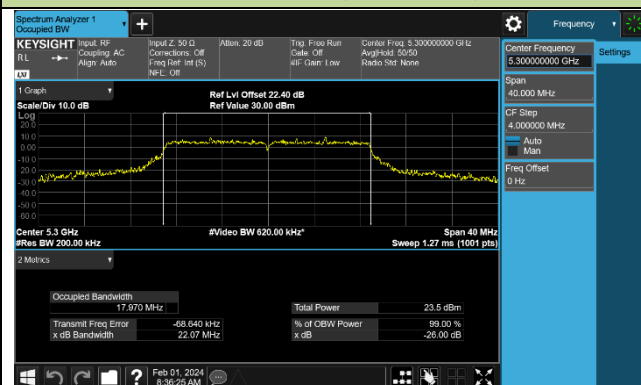 Spectrum Analyzer 1
Occupied BW
Frequency
KEYSIGHT
RL
LXI
Input: RF
Coupling: AC
Align: Auto
Input Z: 50 Ω
Corrections: Off
Freq Ref: Int (S)
NFE: Off
Atten: 20 dB
Trig: Free Run
Gate: Off
#IF Gain: Low
Center Freq: 5.300000000 GHz
Avg|Hold: 50/50
Radio Std: None
Center Frequency
5.300000000 GHz
Settings
Span
40.000 MHz
CF Step
4.000000 MHz
Auto
Man
Freq Offset
0 Hz
1 Graph
Scale/Div 10.0 dB
Ref Lvl Offset 22.40 dB
Ref Value 30.00 dBm
Log
20.0
10.0
0.00
-10.0
-20.0
-30.0
-40.0
-50.0
-60.0
Center 5.3 GHz
#Res BW 200.00 kHz
#Video BW 620.00 kHz*
Span 40 MHz
Sweep 1.27 ms (1001 pts)
2 Metrics
Occupied Bandwidth
17.970 MHz
Total Power 23.5 dBm
Transmit Freq Error -68.640 kHz
% of OBW Power 99.00 %
x dB Bandwidth 22.07 MHz
x dB -26.00 dB
?
Feb 01, 2024
8:36:25 AM